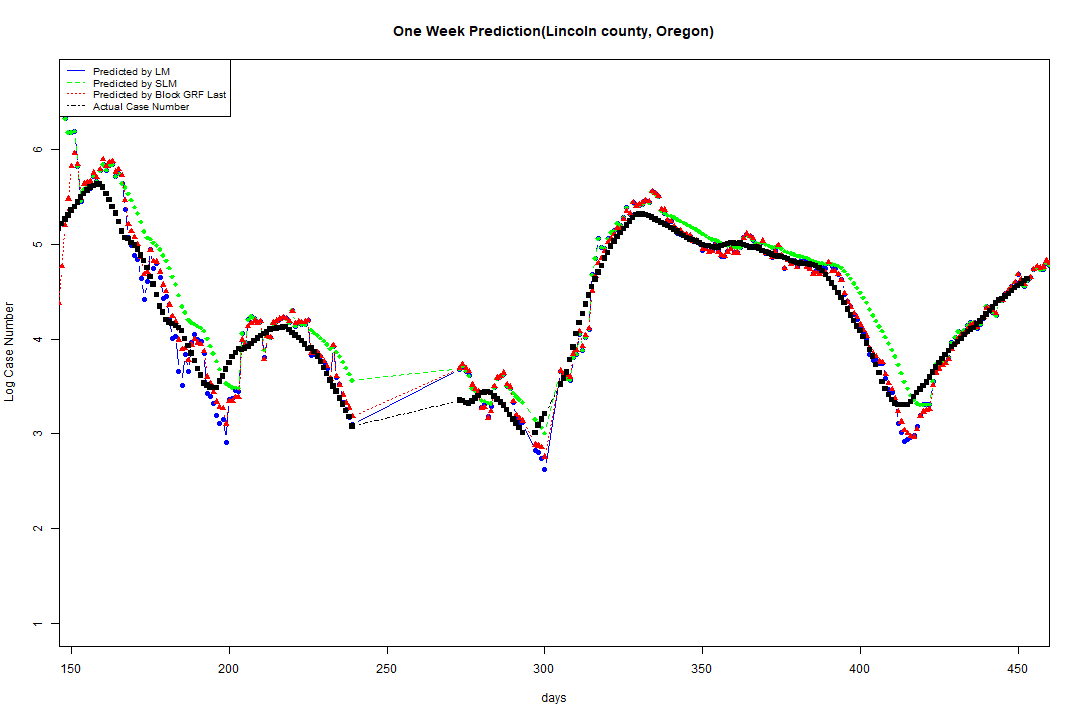 One Week Prediction(Lincoln county, Oregon)
Predicted by LM
Predicted by SLM
Predicted by Block GRF Last
Actual Case Number
Log Case Number
6
5
4
3
2
1
150 200 250 300 350 400 450
days